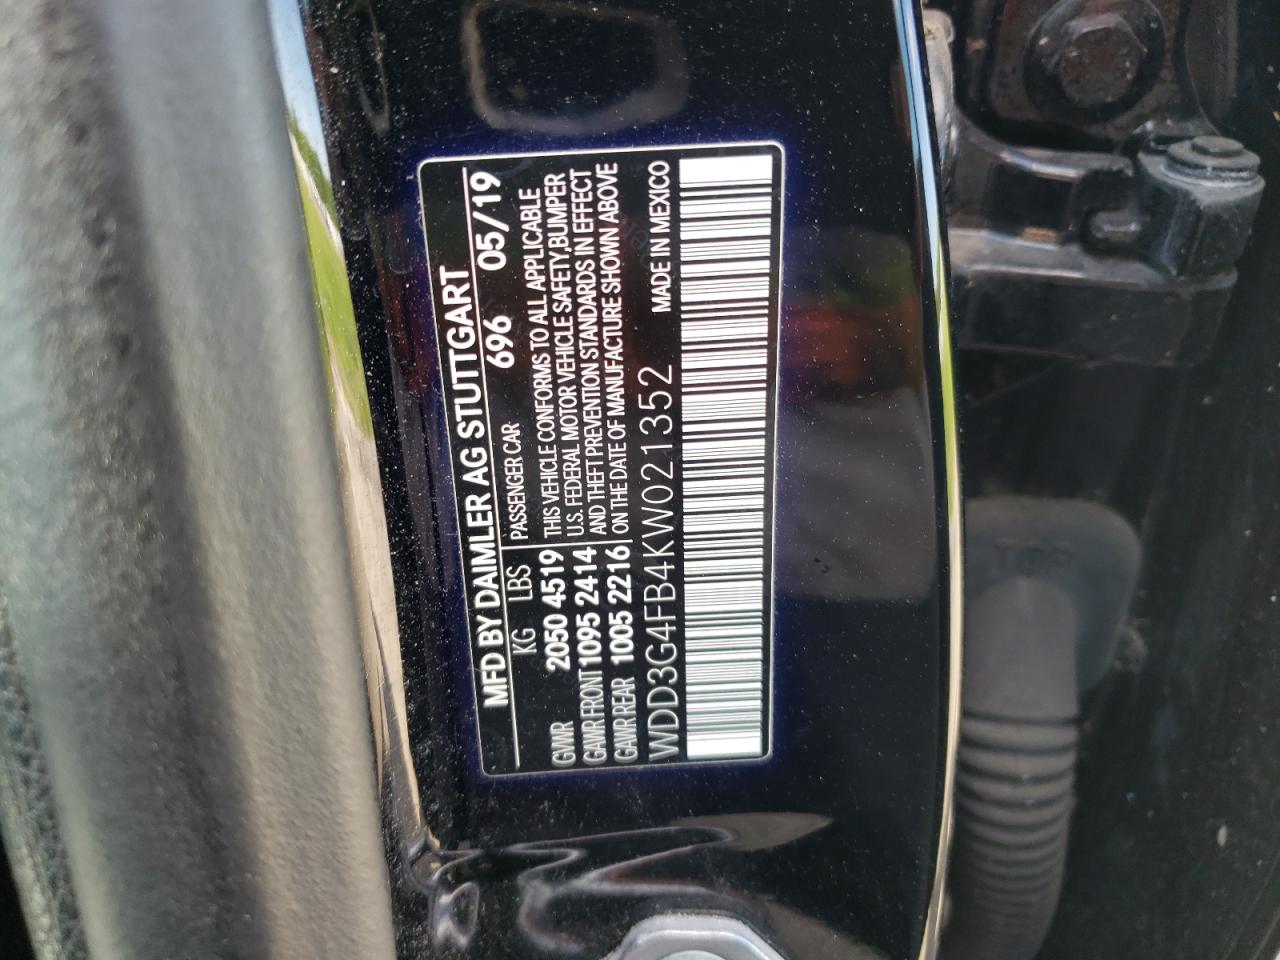 MFD BY DAIMLER AG STUTTGART
KG LBS PASSENGER CAR 696 05/19
GVWR 2050 4519 THIS VEHICLE CONFORMS TO ALL APPLICABLE
GAWR FRONT 1095 2414 U.S. FEDERAL MOTOR VEHICLE SAFETY,BUMPER
GAWR REAR 1005 2216 AND THEFT PREVENTION STANDARDS IN EFFECT
ON THE DATE OF MANUFACTURE SHOWN ABOVE
WDD3G4FB4KW021352 MADE IN MEXICO